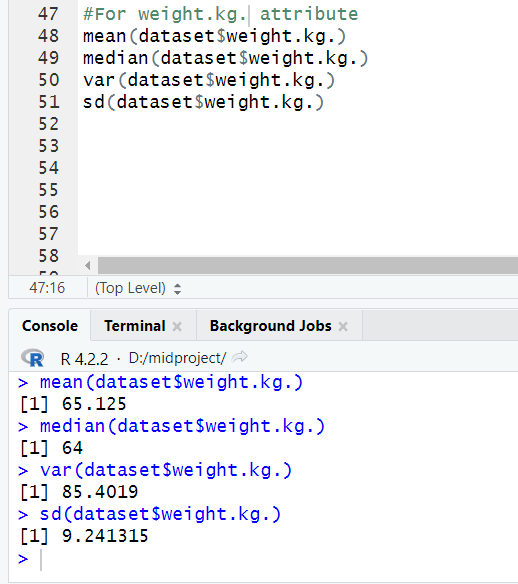 47 #For weight.kg. attribute
48 mean(dataset$weight.kg.)
49 median(dataset$weight.kg.)
50 var(dataset$weight.kg.)
51 sd(dataset$weight.kg.)
52
53
54
55
56
57
58
59
47:16 (Top Level)
Console Terminal × Background Jobs ×
R R 4.2.2 · D:/midproject/
> mean(dataset$weight.kg.)
[1] 65.125
> median(dataset$weight.kg.)
[1] 64
> var(dataset$weight.kg.)
[1] 85.4019
> sd(dataset$weight.kg.)
[1] 9.241315
>